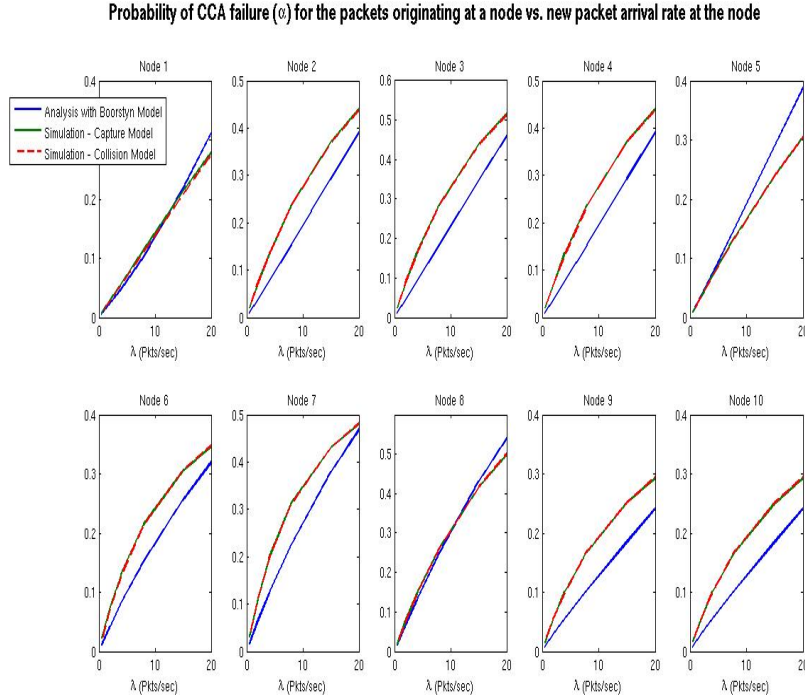 Probability of CCA failure (α) for the packets originating at a node vs. new packet arrival rate at the node
Node 1
Node 2
Node 3
Node 4
Node 5
Analysis with Boorstyn Model
Simulation - Capture Model
Simulation - Collision Model
0.4
0.2
0.1
0
0 10 20
λ (Pkts/sec)
0.5
0.4
0.3
0.2
0.1
0
0 10 20
λ (Pkts/sec)
0.6
0.5
0.4
0.3
0.2
0.1
0
0 10 20
λ (Pkts/sec)
0.5
0.4
0.3
0.2
0.1
0
0 10 20
λ (Pkts/sec)
0.4
0.3
0.2
0.1
0
0 10 20
λ (Pkts/sec)
Node 6
Node 7
Node 8
Node 9
Node 10
0.4
0.3
0.2
0.1
0
0 10 20
λ (Pkts/sec)
0.5
0.4
0.3
0.2
0.1
0
0 10 20
λ (Pkts/sec)
0.5
0.4
0.3
0.2
0.1
0
0 10 20
λ (Pkts/sec)
0.4
0.3
0.2
0.1
0
0 10 20
λ (Pkts/sec)
0.4
0.3
0.2
0.1
0
0 10 20
λ (Pkts/sec)